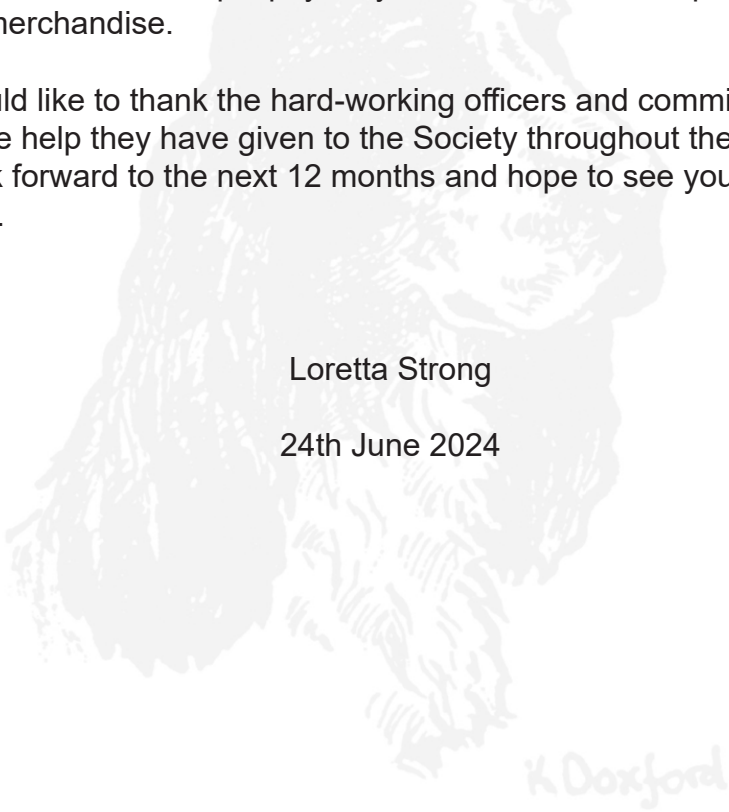 merchandise.
uld like to thank the hard-working officers and commi
e help they have given to the Society throughout the
k forward to the next 12 months and hope to see you
.
Loretta Strong
24th June 2024
K Doxford